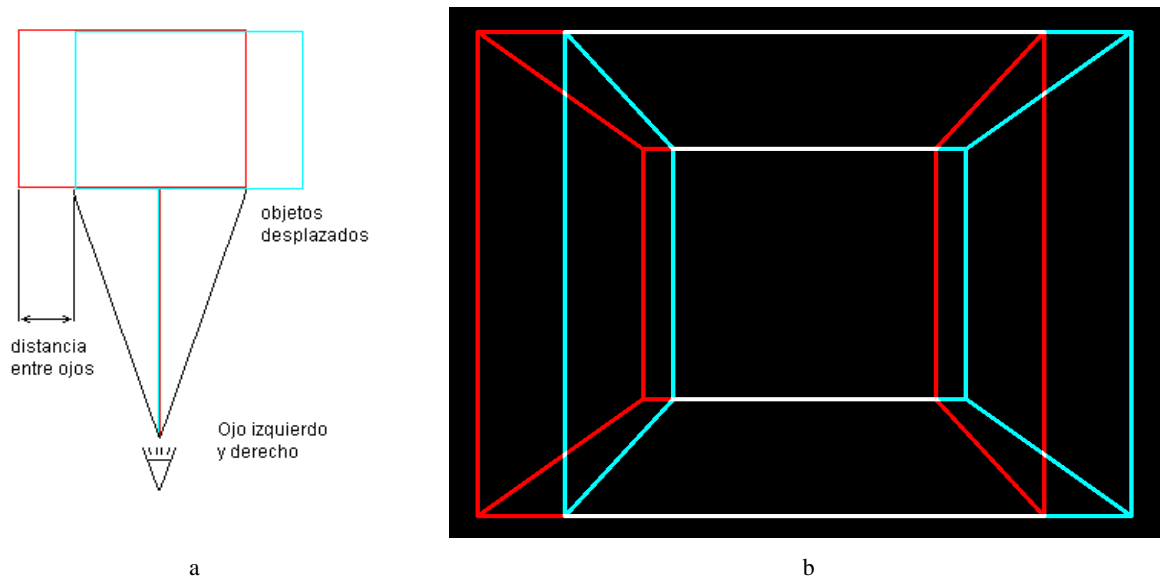 objetos
desplazados
distancia
entre ojos
Ojo izquierdo
y derecho
a
b